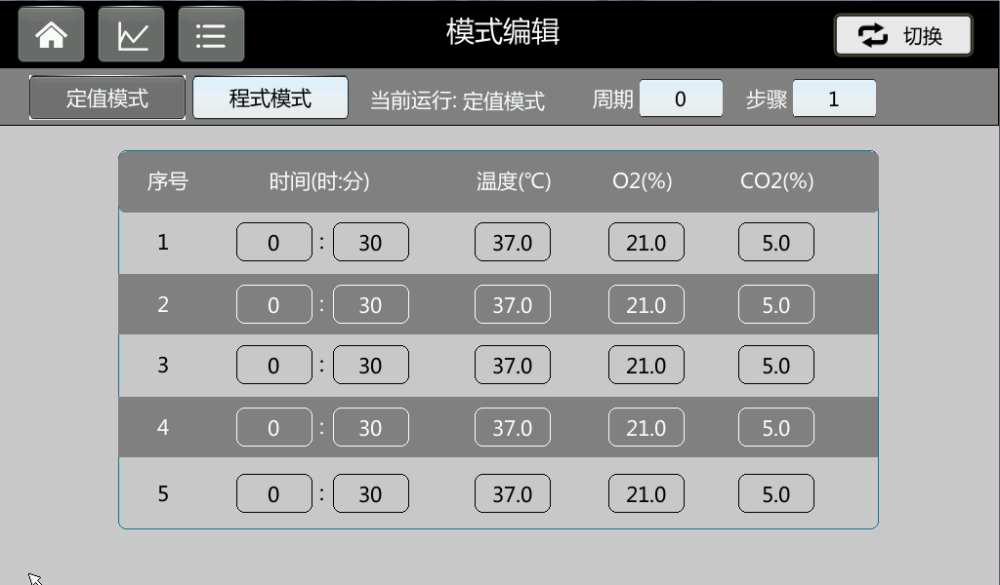 模式编辑
切换
定值模式 程式模式 当前运行: 定值模式 周期 0 步骤 1
序号 时间(时:分) 温度(℃) O2(%) CO2(%)
1 0 : 30 37.0 21.0 5.0
2 0 : 30 37.0 21.0 5.0
3 0 : 30 37.0 21.0 5.0
4 0 : 30 37.0 21.0 5.0
5 0 : 30 37.0 21.0 5.0